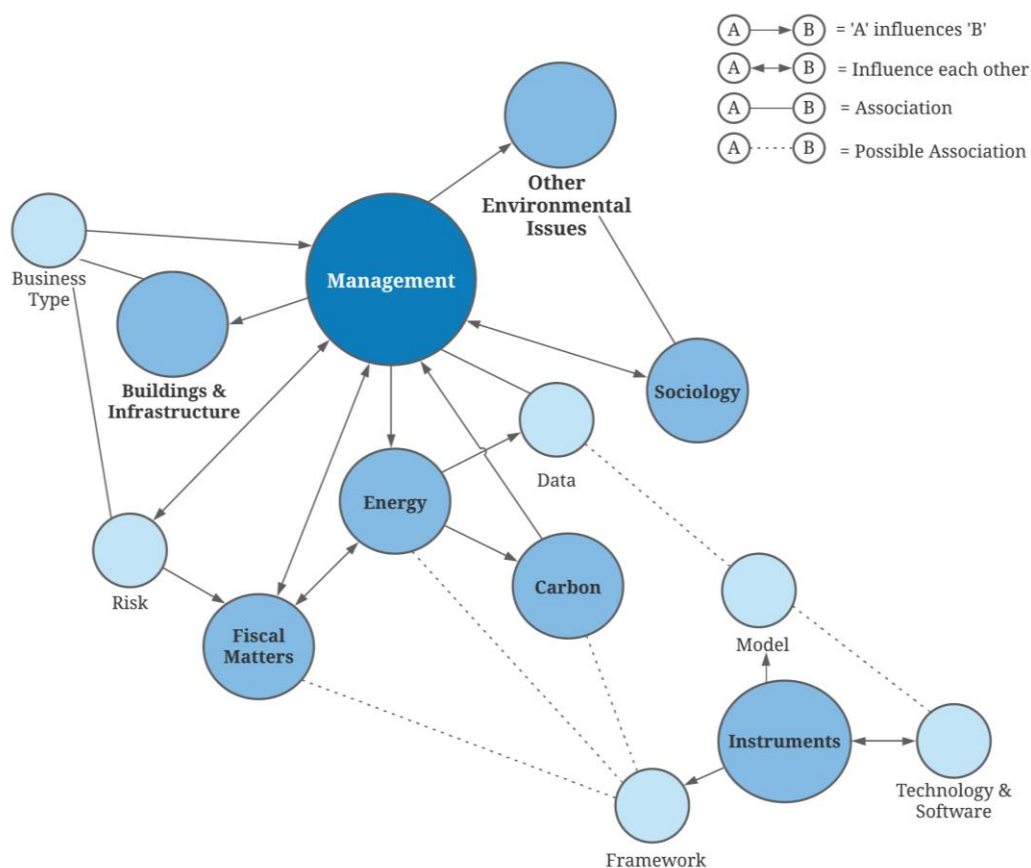 A B = 'A' influences 'B'
A B = Influence each other
A B = Association
A B = Possible Association
Other
Environmental
Issues
Management
Business
Type
Buildings &
Infrastructure
Sociology
Data
Energy
Carbon
Risk
Fiscal
Matters
Model
Instruments
Technology &
Software
Framework